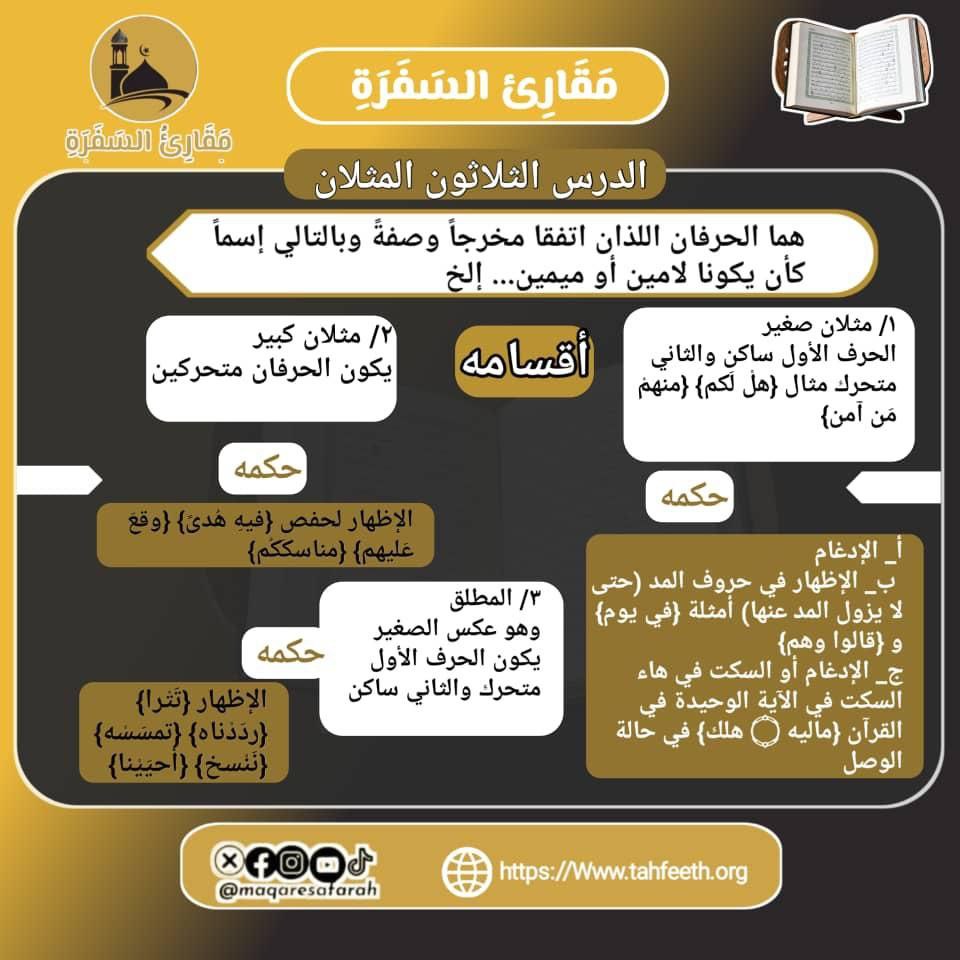 مَقَارِئُ السَفَرَةِ
مَقَارِئ السَفَرَةِ
الدرس الثلاثون المثلان
هما الحرفان اللذان اتفقا مخرجاً وصفةً وبالتالي إسماً
كأن يكونا لامين أو ميمين... إلخ
أقسامه
١/ مثلان صغير
الحرف الأول ساكن والثاني
متحرك مثال {هلْ لَكم} {منهمْ
مَن آمن}
حكمه
أ_ الإدغام
ب_ الإظهار في حروف المد (حتى
لا يزول المد عنها) أمثلة {في يوم}
و {قالوا وهم}
ج_ الإدغام أو السكت في هاء
السكت في الآية الوحيدة في
القرآن {ماليه ۝ هلك} في حالة
الوصل
٢/ مثلان كبير
يكون الحرفان متحركين
حكمه
الإظهار لحفص {فيهِ هُدىً} {وقعَ
عَليهم} {مناسككُم}
٣/ المطلق
وهو عكس الصغير
يكون الحرف الأول
متحرك والثاني ساكن
حكمه
الإظهار {تَتْرا}
{ردَدْناه} {تمسَسْه}
{نَنْسخ} {أحيَيْنا}
@maqaresafarah
https://Www.tahfeeth.org